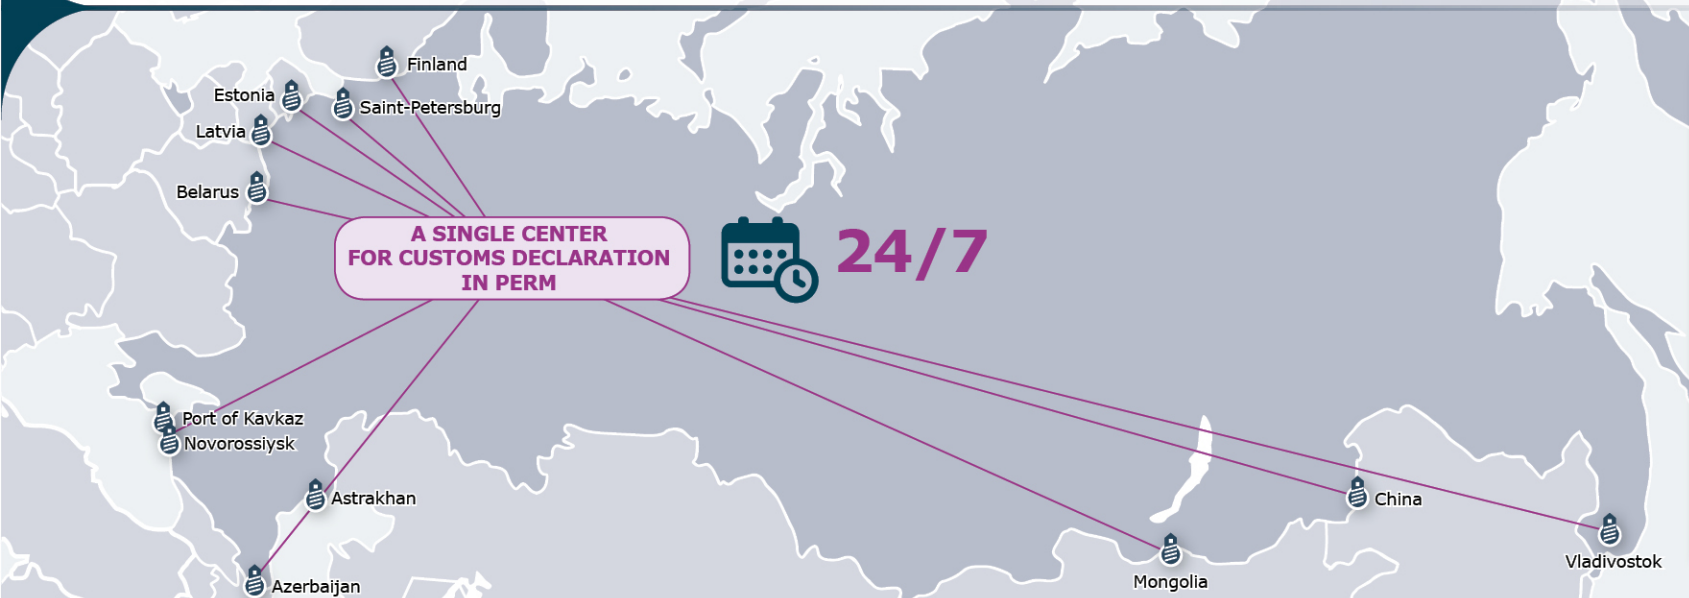 Finland
Estonia
Saint-Petersburg
Latvia
Belarus
A SINGLE CENTER
FOR CUSTOMS DECLARATION
IN PERM
24/7
Port of Kavkaz
Novorossiysk
Astrakhan
China
Vladivostok
Mongolia
Azerbaijan